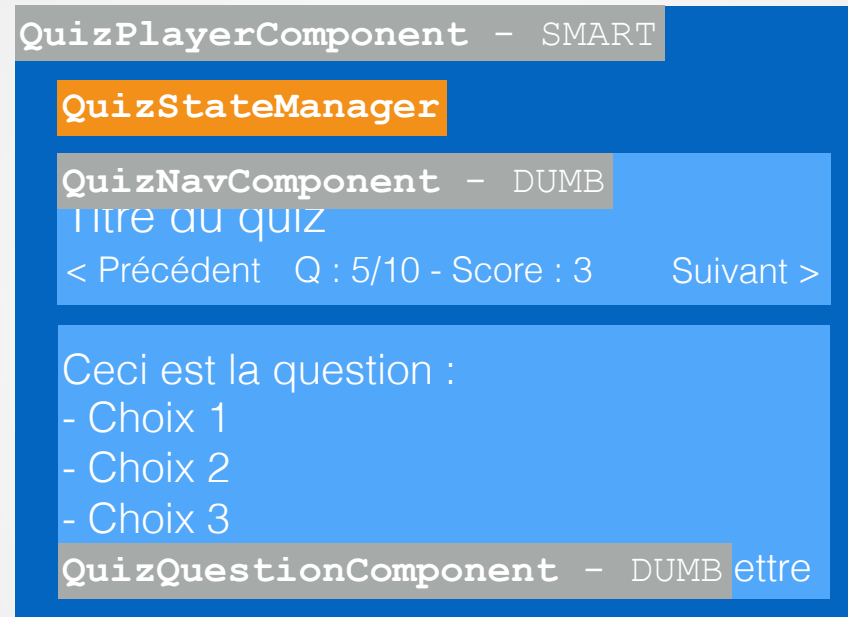 QuizPlayerComponent - SMART
QuizStateManager
QuizNavComponent - DUMB
Titre du quiz
< Précédent Q : 5/10 - Score : 3 Suivant >
Ceci est la question :
- Choix 1
- Choix 2
- Choix 3
QuizQuestionComponent - DUMB ettre